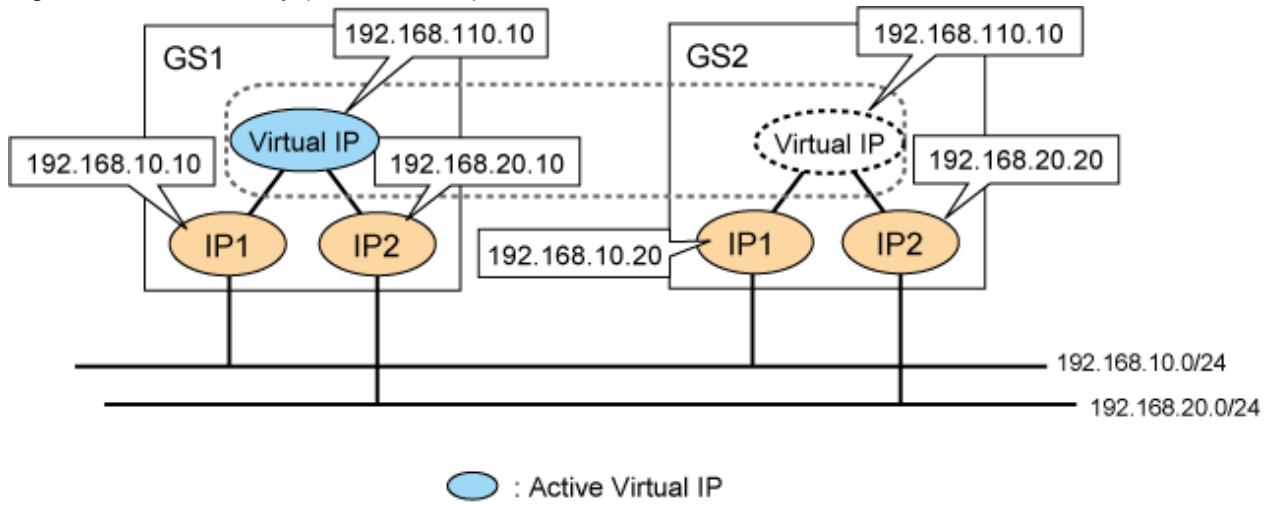 192.168.110.10
192.168.110.10
GS1
GS2
Virtual IP
Virtual IP
192.168.10.10
192.168.20.10
192.168.20.20
IP1
IP2
192.168.10.20
IP1
IP2
192.168.10.0/24
192.168.20.0/24
: Active Virtual IP